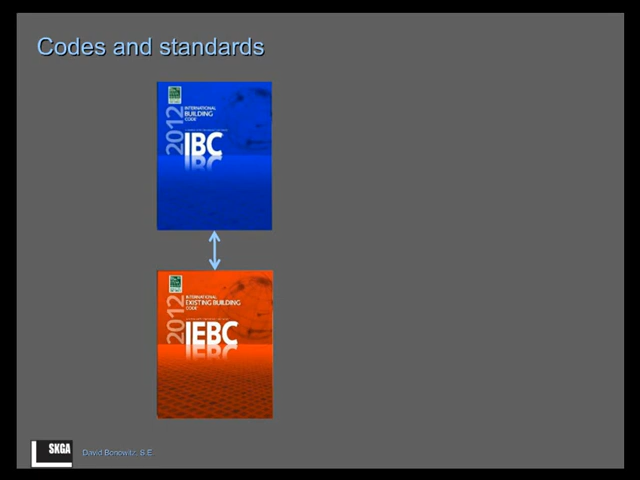 Codes and standards
2012
INTERNATIONAL
BUILDING
CODE
IBC
2012
INTERNATIONAL
EXISTING BUILDING
CODE
IEBC
SKGA
David Bonowitz, S.E.